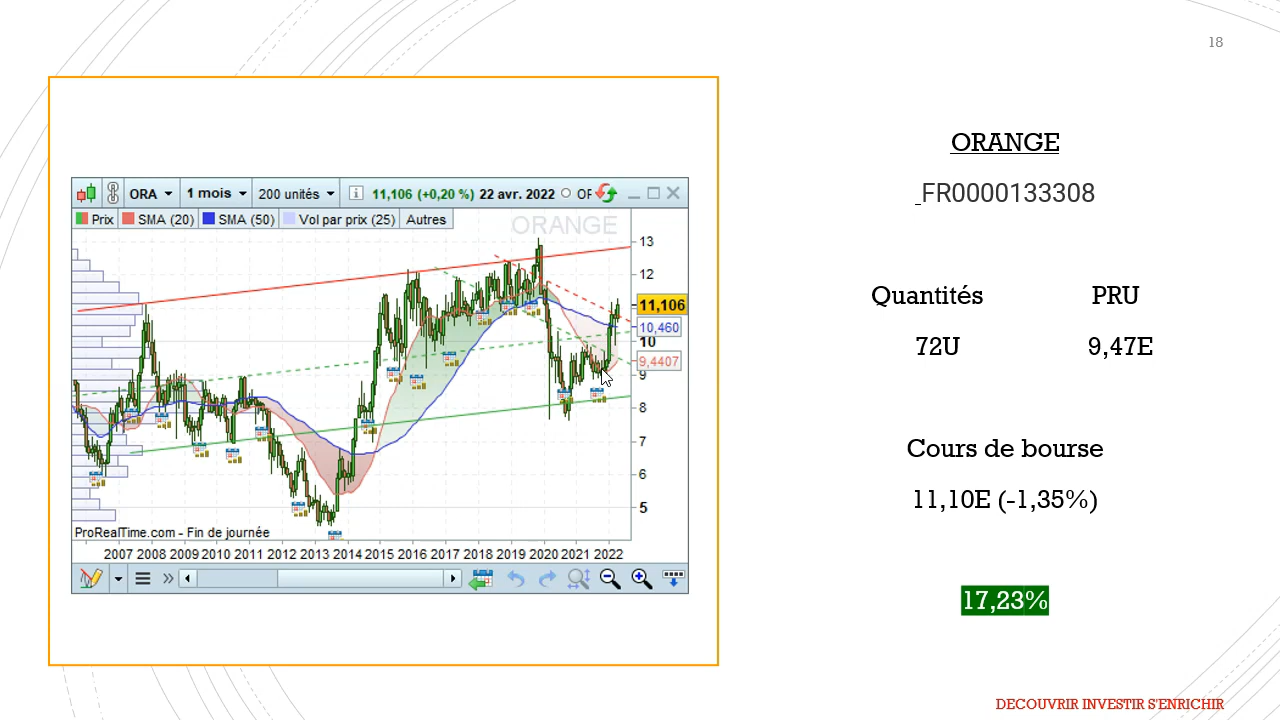 18
ORA 1 mois 200 unités 11,106 (+0,20 %) 22 avr. 2022 OF
Prix SMA (20) SMA (50) Vol par prix (25) Autres
ORANGE
13
12
11,106
10,460
10
9,4407
9
8
7
6
5
ProRealTime.com - Fin de journée
2007 2008 2009 2010 2011 2012 2013 2014 2015 2016 2017 2018 2019 2020 2021 2022
ORANGE
FR0000133308
Quantités PRU
72U 9,47E
Cours de bourse
11,10E (-1,35%)
17,23%
DECOUVRIR INVESTIR S'ENRICHIR